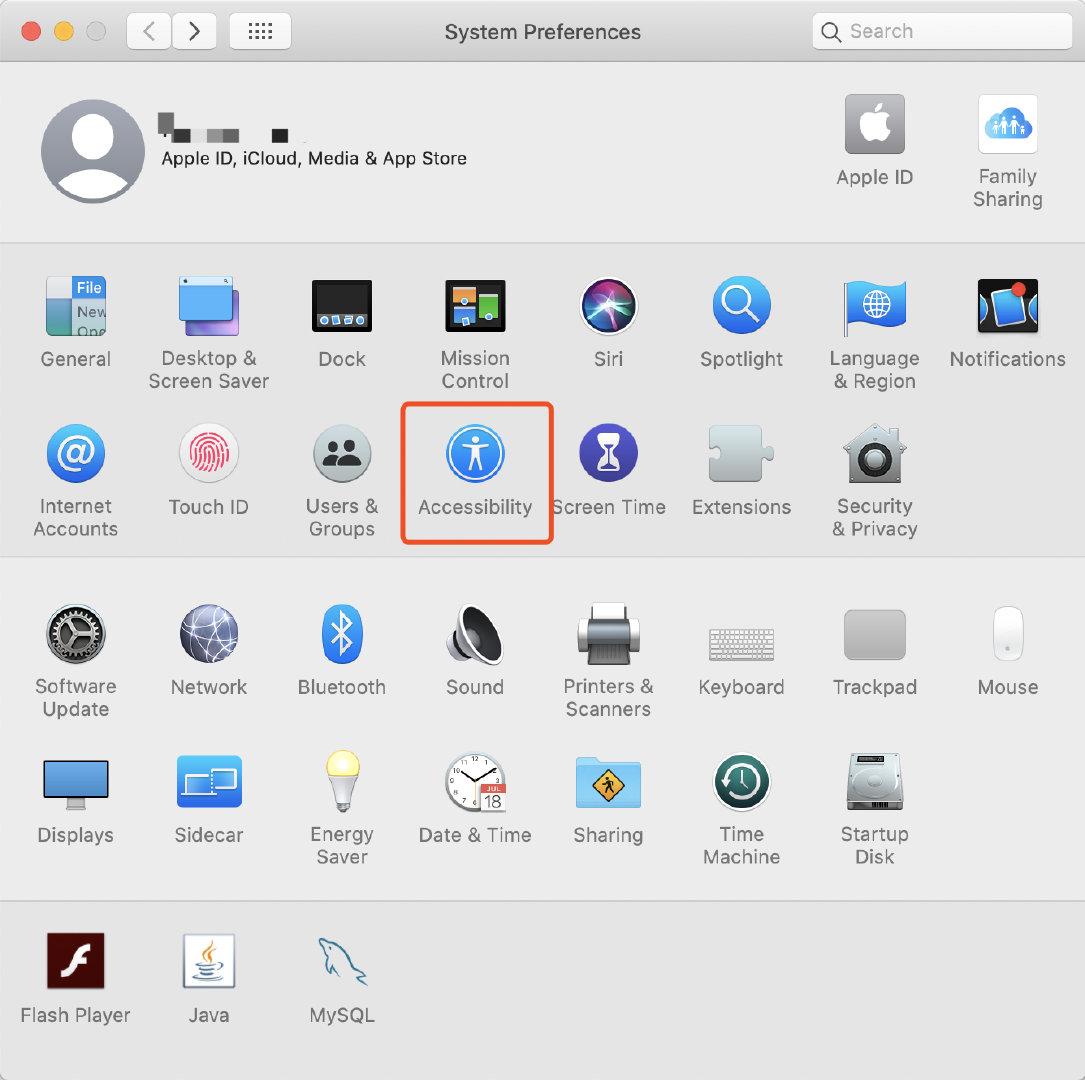 System Preferences
Search
Apple ID, iCloud, Media & App Store
Apple ID
Family
Sharing
File
New
Ope
General
Desktop &
Screen Saver
Dock
Mission
Control
Siri
Spotlight
Language
& Region
Notifications
@
Internet
Accounts
Touch ID
Users &
Groups
Accessibility
Screen Time
Extensions
Security
& Privacy
Software
Update
Network
Bluetooth
Sound
Printers &
Scanners
Keyboard
Trackpad
Mouse
Displays
Sidecar
Energy
Saver
JUL
18
Date & Time
Sharing
Time
Machine
Startup
Disk
Flash Player
Java
MySQL